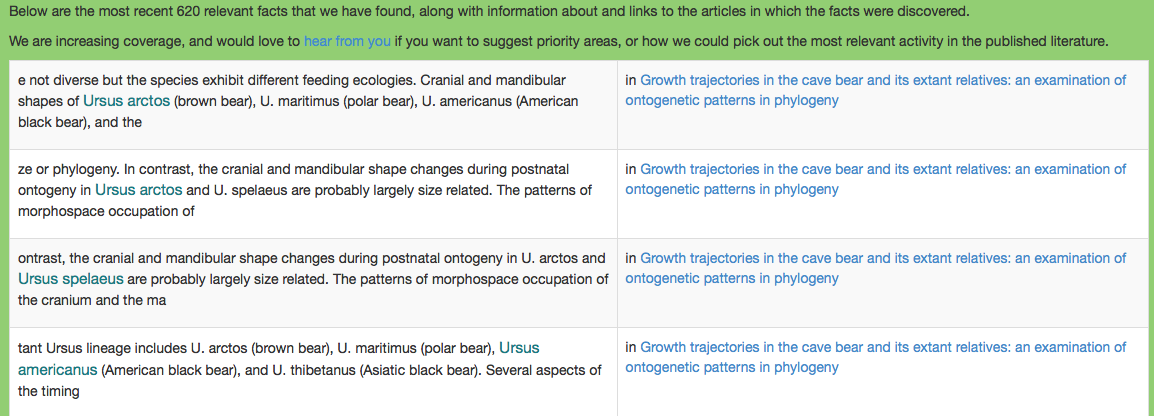 Below are the most recent 620 relevant facts that we have found, along with information about and links to the articles in which the facts were discovered.
We are increasing coverage, and would love to hear from you if you want to suggest priority areas, or how we could pick out the most relevant activity in the published literature.
e not diverse but the species exhibit different feeding ecologies. Cranial and mandibular
shapes of Ursus arctos (brown bear), U. maritimus (polar bear), U. americanus (American
black bear), and the
in Growth trajectories in the cave bear and its extant relatives: an examination of
ontogenetic patterns in phylogeny
ze or phylogeny. In contrast, the cranial and mandibular shape changes during postnatal
ontogeny in Ursus arctos and U. spelaeus are probably largely size related. The patterns of
morphospace occupation of
in Growth trajectories in the cave bear and its extant relatives: an examination of
ontogenetic patterns in phylogeny
ontrast, the cranial and mandibular shape changes during postnatal ontogeny in U. arctos and
Ursus spelaeus are probably largely size related. The patterns of morphospace occupation of
the cranium and the ma
in Growth trajectories in the cave bear and its extant relatives: an examination of
ontogenetic patterns in phylogeny
tant Ursus lineage includes U. arctos (brown bear), U. maritimus (polar bear), Ursus
americanus (American black bear), and U. thibetanus (Asiatic black bear). Several aspects of
the timing
in Growth trajectories in the cave bear and its extant relatives: an examination of
ontogenetic patterns in phylogeny